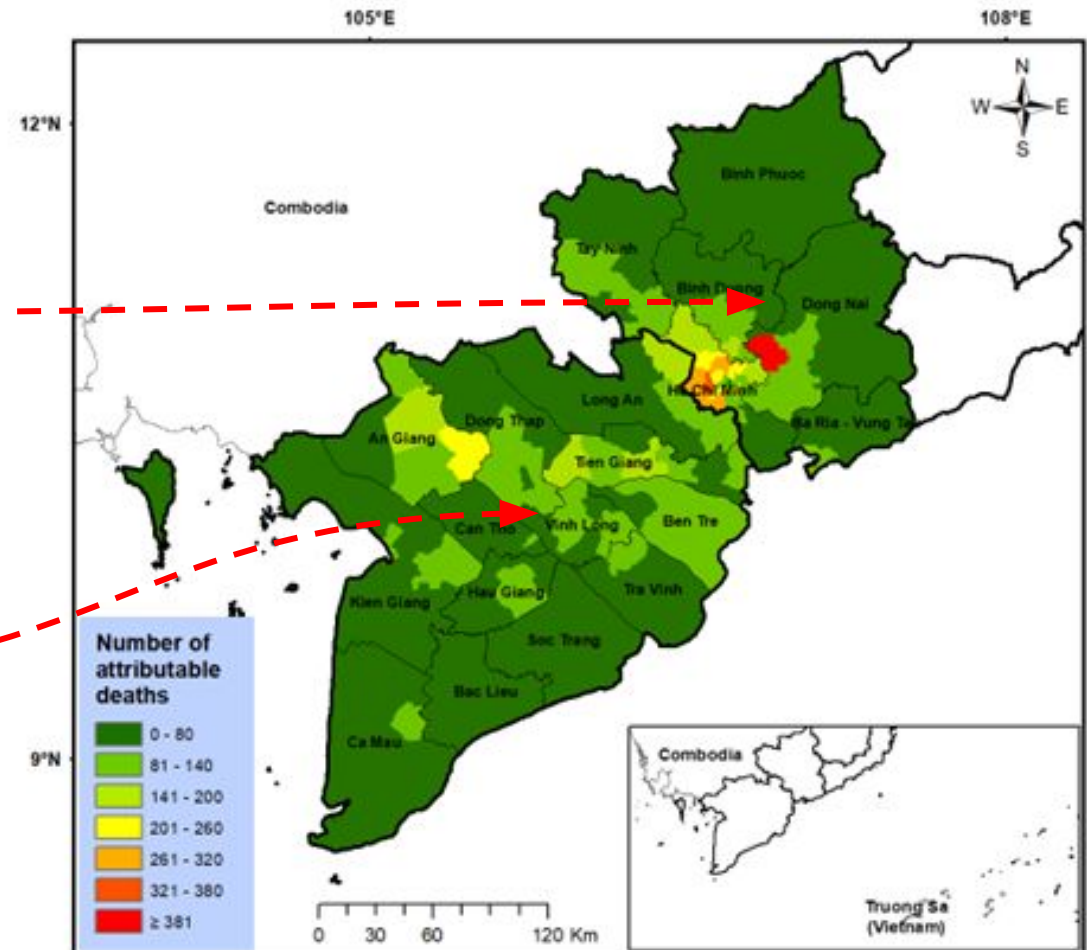 105°E
108°E
12°N
N
W
E
S
Combodia
Binh Phuoc
Tay Ninh
Binh Duong
Dong Nai
Ho Chi Minh
Long An
Ba Ria - Vung Ta
Dong Thap
An Giang
Tien Giang
Can Tho
Vinh Long
Ben Tre
Hau Giang
Tra Vinh
Kien Giang
Soc Trang
Bac Lieu
Ca Mau
9°N
Number of
attributable
deaths
0 - 80
81 - 140
141 - 200
201 - 260
261 - 320
321 - 380
≥ 381
0 30 60 120 Km
Combodia
Truong Sa
(Vietnam)